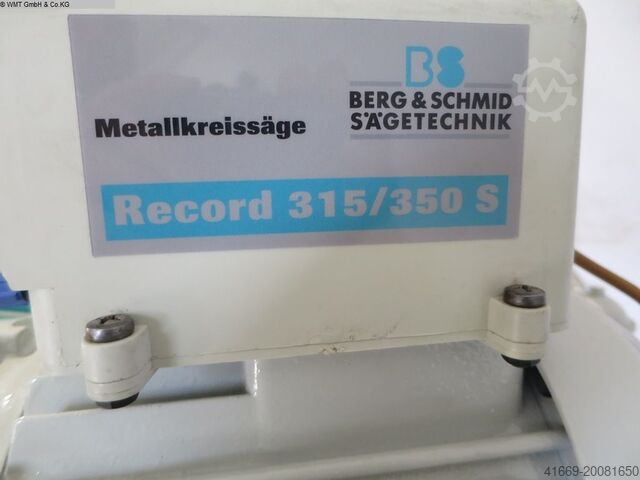 © WMT GmbH & Co.KG
BS
BERG & SCHMID
SÄGETECHNIK
Metallkreissäge
Record 315/350 S
41669-20081650